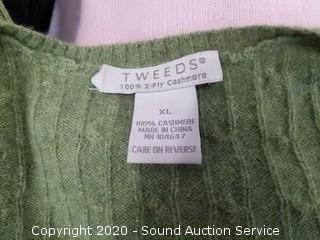 TWEEDS®
100% 2-Ply Cashmere
XL
100% CASHMERE
MADE IN CHINA
RN 104647
CARE ON REVERSE
Copyright 2020 - Sound Auction Service